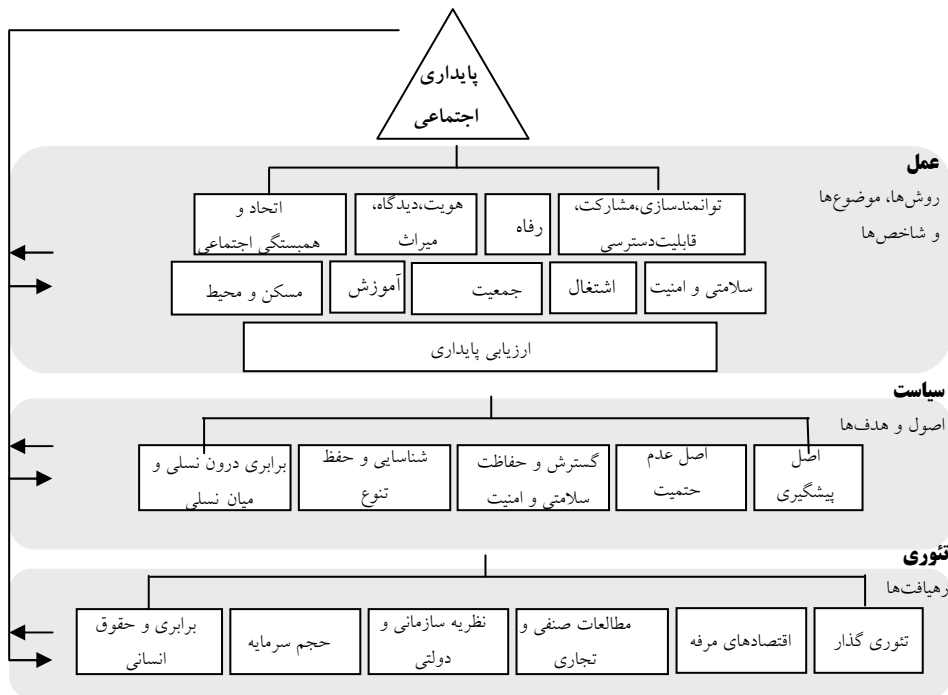 پایداری
اجتماعی
عمل
روش‌ها، موضوع‌ها
و شاخص‌ها
توانمندسازی،مشارکت،
قابلیت‌دسترسی
رفاه
هویت،دیدگاه،
میراث
اتحاد و
همبستگی اجتماعی
سلامتی و امنیت
اشتغال
جمعیت
آموزش
مسکن و محیط
ارزیابی پایداری
سیاست
اصول و هدف‌ها
اصل
پیشگیری
اصل عدم
حتمیت
گسترش و حفاظت
سلامتی و امنیت
شناسایی و حفظ
تنوع
برابری درون نسلی و
میان نسلی
تئوری
رهیافت‌ها
تئوری گذار
اقتصادهای مرفه
مطالعات صنفی و
تجاری
نظریه سازمانی و
دولتی
حجم سرمایه
برابری و حقوق
انسانی